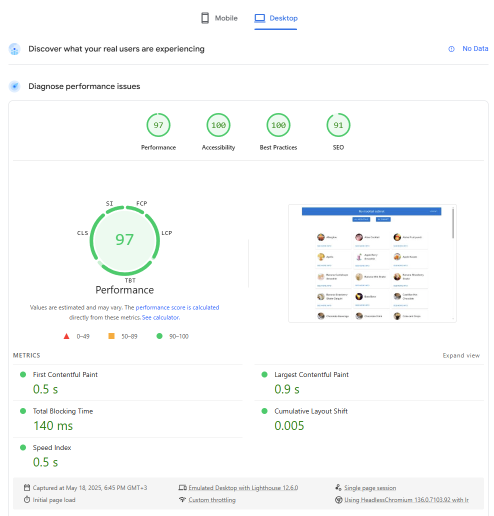 Mobile
Desktop
Discover what your real users are experiencing
No Data
Diagnose performance issues
97
100
100
91
Performance
Accessibility
Best Practices
SEO
SI
FCP
CLS
LCP
97
TBT
Performance
Values are estimated and may vary. The performance score is calculated
directly from these metrics. See calculator.
0–49
50–89
90–100
METRICS
Expand view
First Contentful Paint
0.5 s
Largest Contentful Paint
0.9 s
Total Blocking Time
140 ms
Cumulative Layout Shift
0.005
Speed Index
0.5 s
Captured at May 18, 2025, 6:45 PM GMT+3
Emulated Desktop with Lighthouse 12.6.0
Single page session
Initial page load
Custom throttling
Using HeadlessChromium 136.0.7103.92 with lr